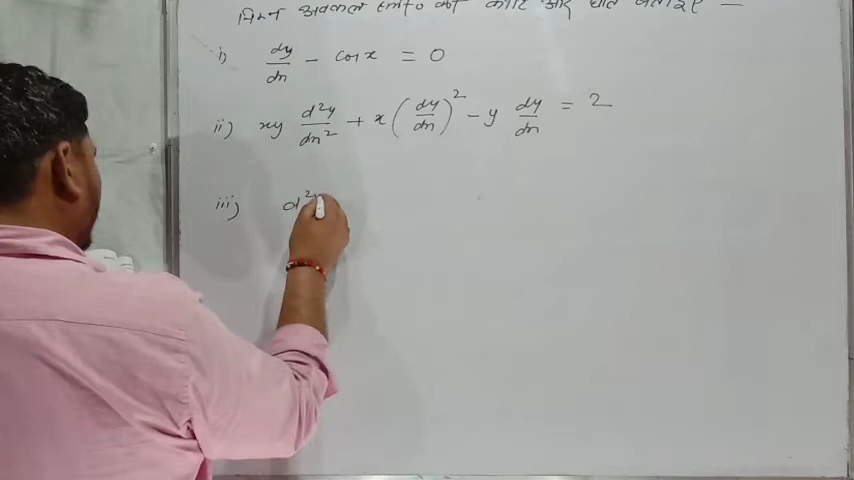 निम्न अवकल समी० की कोटि और घात बताइए —
i) dy/dx - cosx = 0
ii) xy d²y/dx² + x(dy/dx)² - y dy/dx = 2
iii) d²